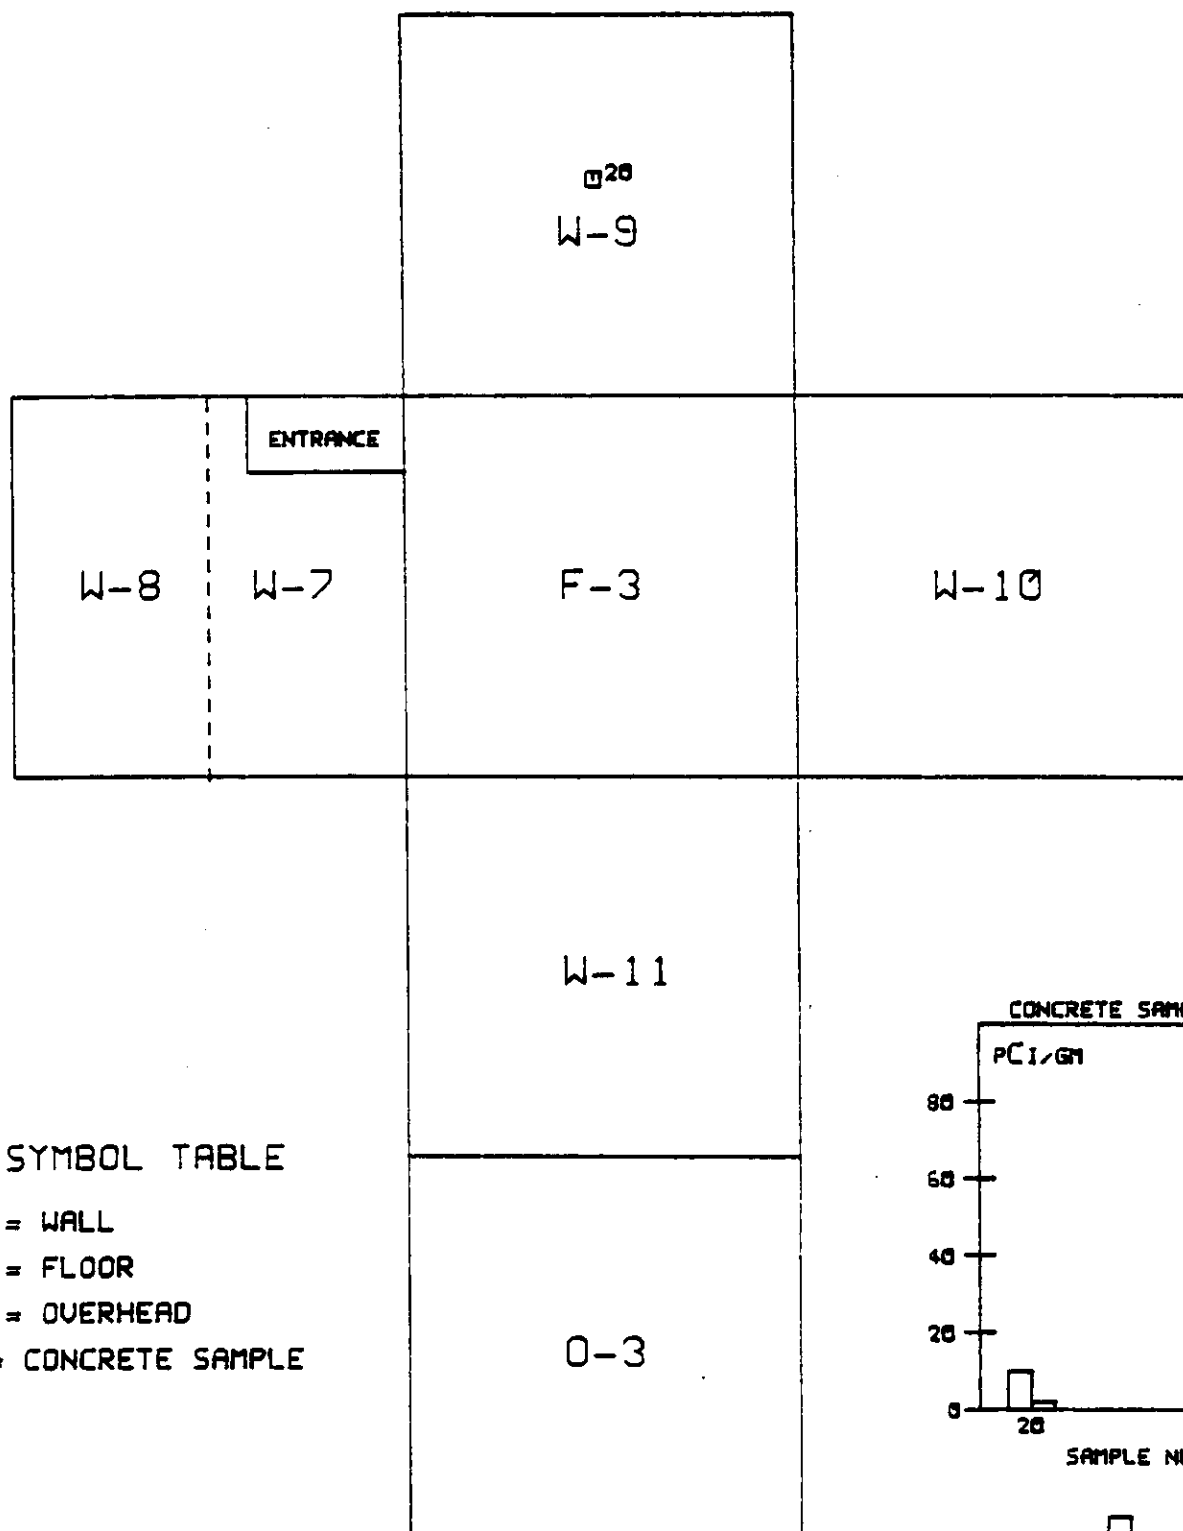 20
W-9
ENTRANCE
W-8
W-7
F-3
W-10
W-11
CONCRETE
PCI/GM
80
60
40
20
0
20
SAMPLE
SYMBOL TABLE
= WALL
= FLOOR
= OVERHEAD
= CONCRETE SAMPLE
O-3